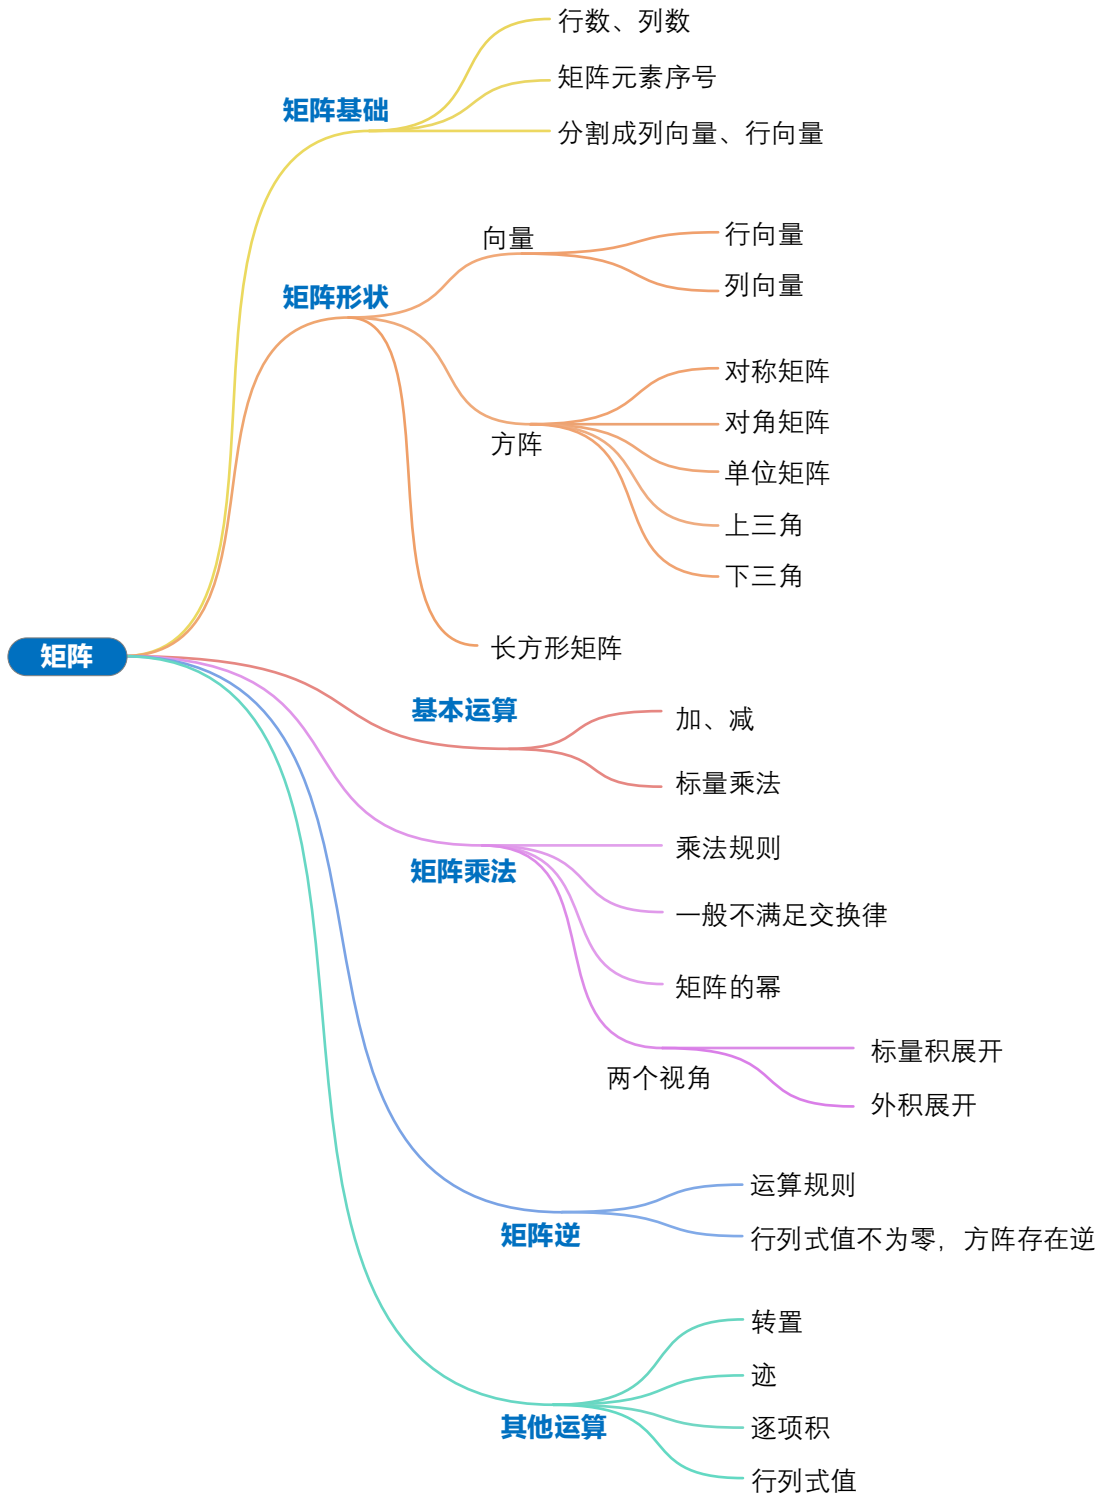 矩阵
矩阵基础
行数、列数
矩阵元素序号
分割成列向量、行向量
矩阵形状
向量
行向量
列向量
方阵
对称矩阵
对角矩阵
单位矩阵
上三角
下三角
长方形矩阵
基本运算
加、减
标量乘法
矩阵乘法
乘法规则
一般不满足交换律
矩阵的幂
两个视角
标量积展开
外积展开
矩阵逆
运算规则
行列式值不为零，方阵存在逆
其他运算
转置
迹
逐项积
行列式值